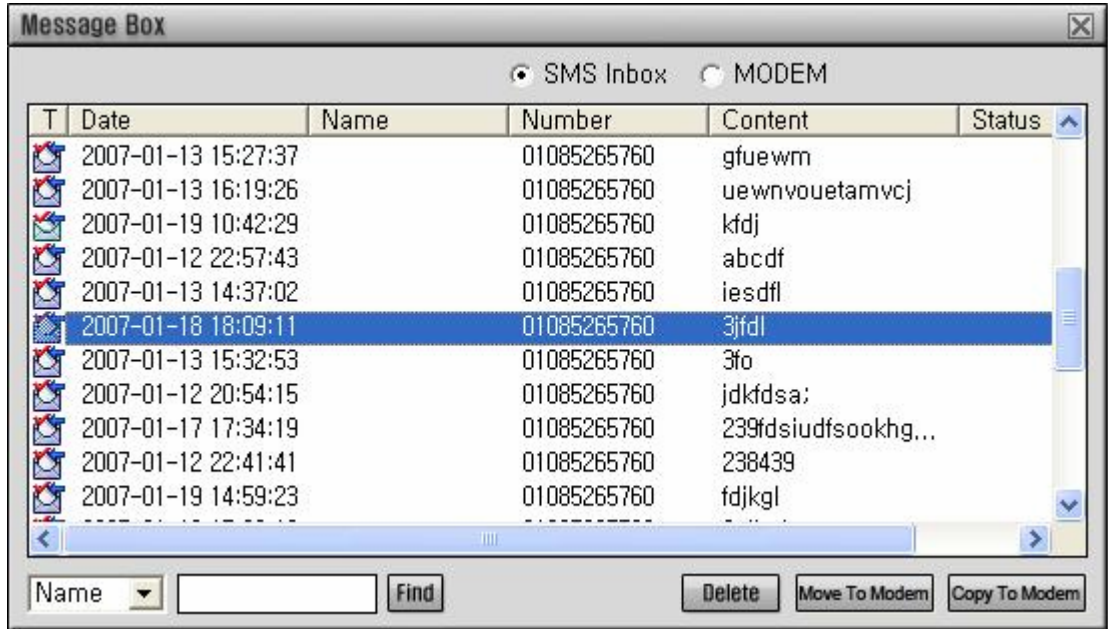 Message Box
SMS Inbox MODEM
T Date Name Number Content Status
2007-01-13 15:27:37 01085265760 gfuewm
2007-01-13 16:19:26 01085265760 uewnvouetamvcj
2007-01-19 10:42:29 01085265760 kfdj
2007-01-12 22:57:43 01085265760 abcdf
2007-01-13 14:37:02 01085265760 iesdfl
2007-01-18 18:09:11 01085265760 3jfdl
2007-01-13 15:32:53 01085265760 3fo
2007-01-12 20:54:15 01085265760 jdkfdsa;
2007-01-17 17:34:19 01085265760 239fdsiudfsookhg,,,
2007-01-12 22:41:41 01085265760 238439
2007-01-19 14:59:23 01085265760 fdjkgl
Name Find Delete Move To Modem Copy To Modem